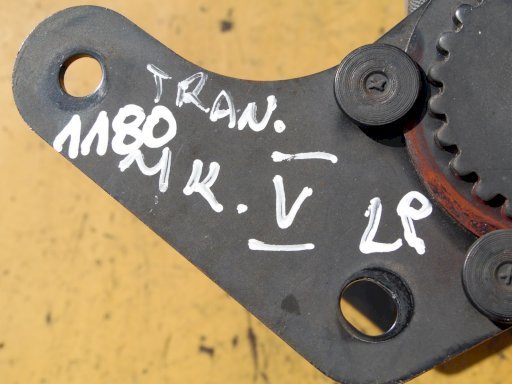 TRAN.
1180
MK. V LP